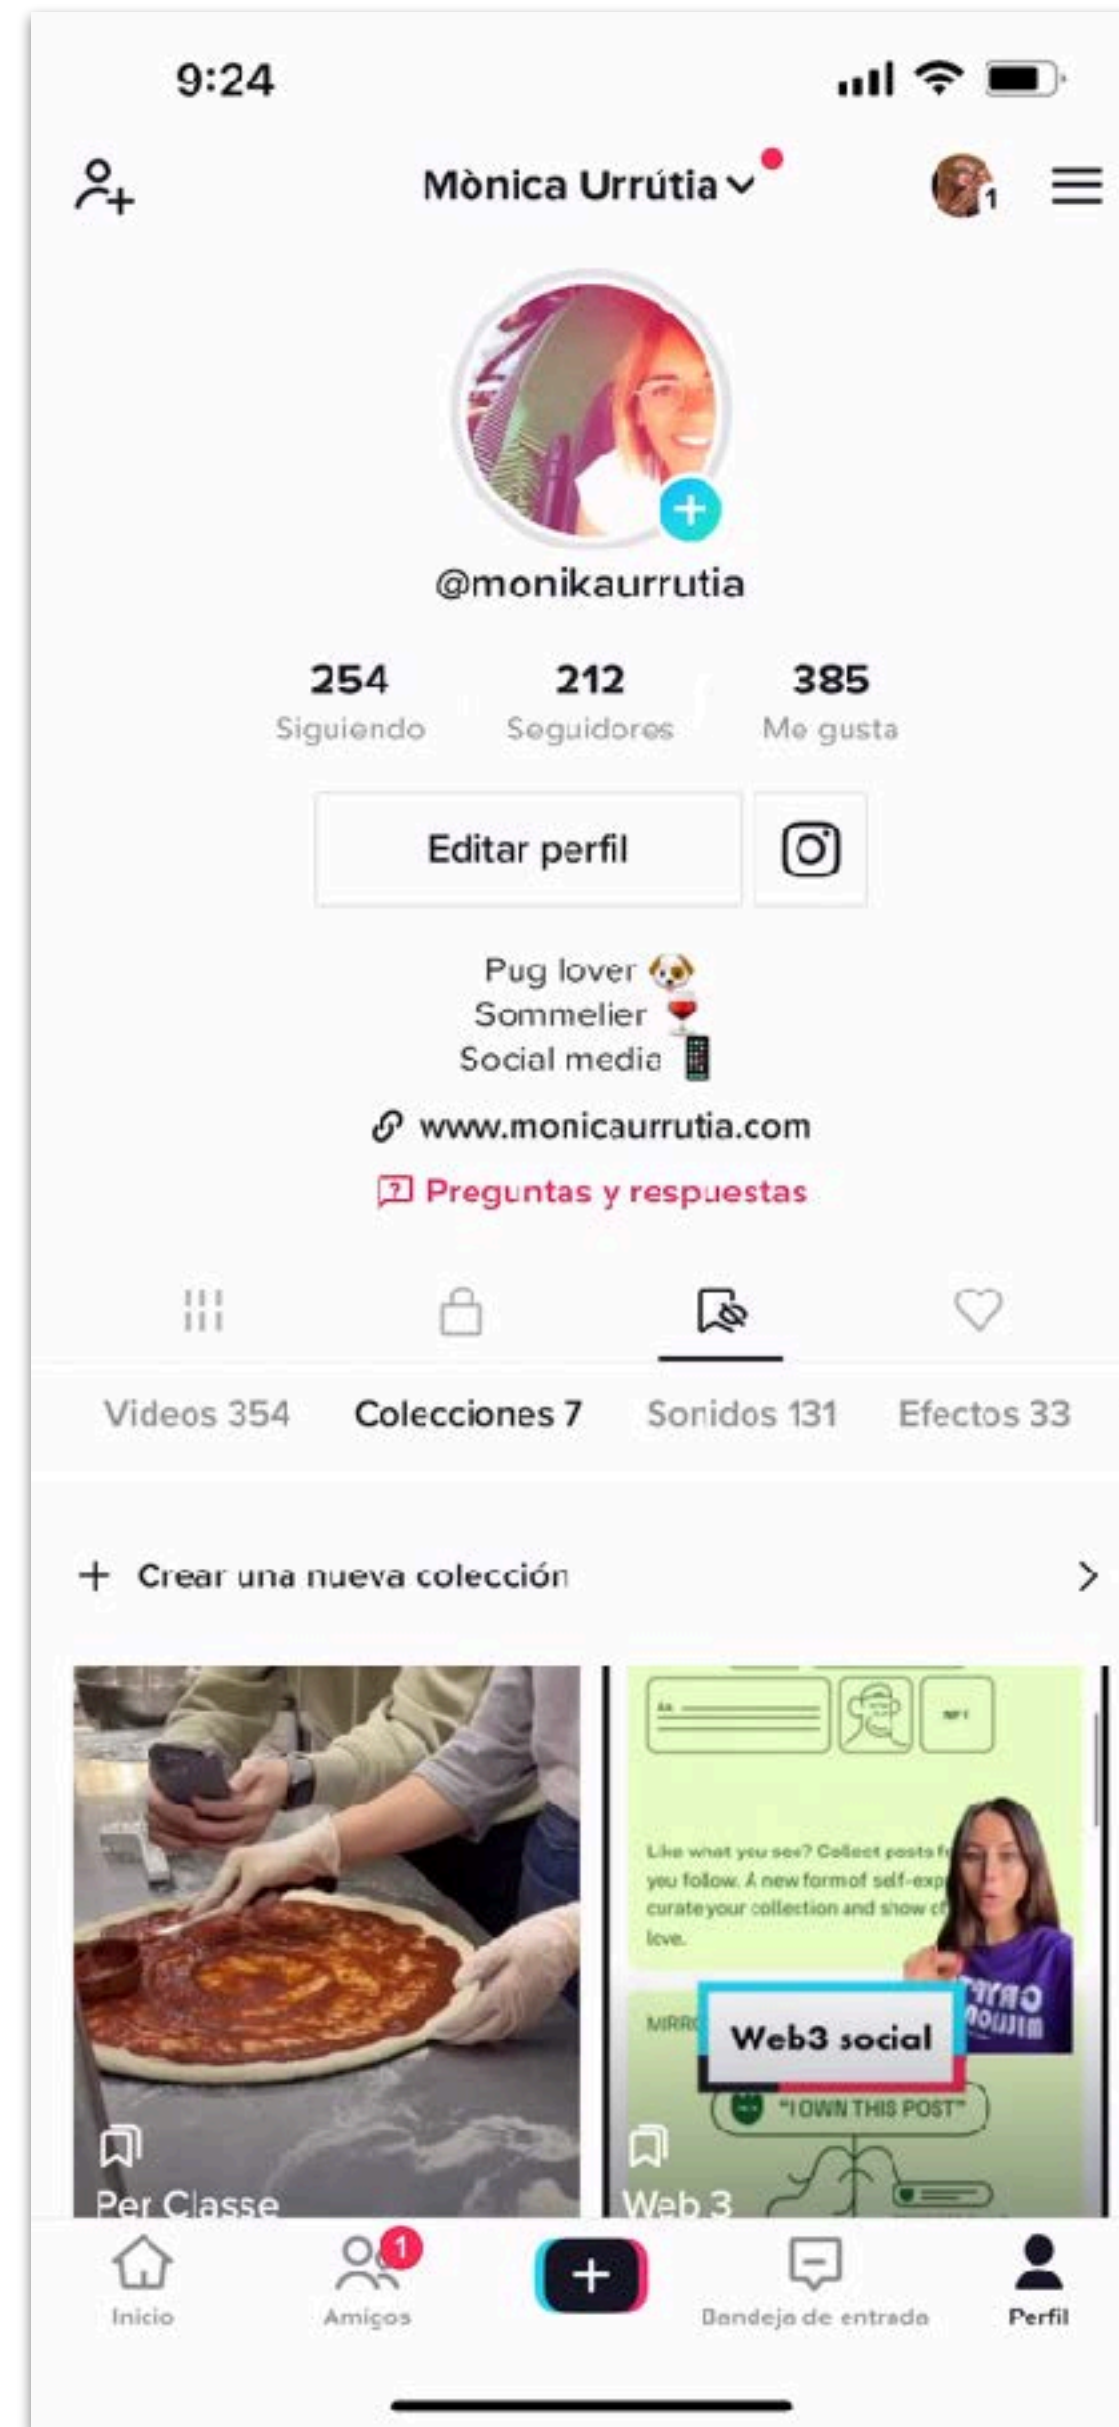 9:24
Mònica Urrútia
1
@monikaurrutia
254 212 385
Siguiendo Seguidores Me gusta
Editar perfil
Pug lover
Sommelier
Social media
www.monicaurrutia.com
Preguntas y respuestas
Videos 354 Colecciones 7 Sonidos 131 Efectos 33
+ Crear una nueva colección
Like what you see? Collect posts
you follow. A new form of self-exp
curate your collection and show
love.
Web3 social
"I OWN THIS POST"
Per Classe Web 3
1
Inicio Amigos Bandeja de entrada Perfil